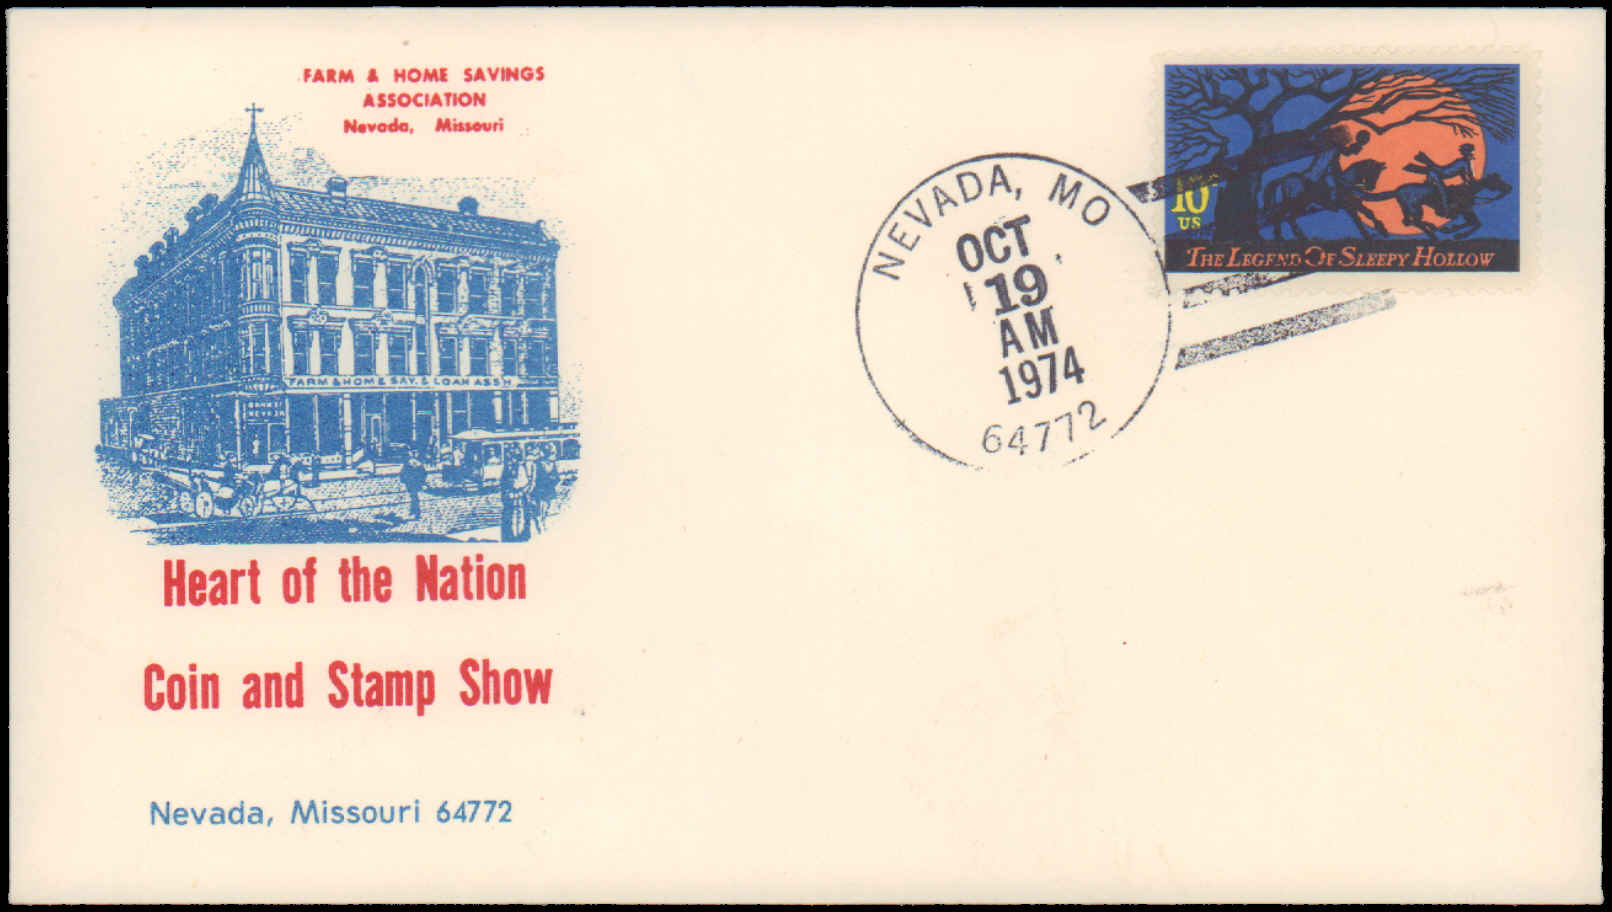 FARM & HOME SAVINGS
ASSOCIATION
Nevada, Missouri
FARM & HOME SAV. & LOAN ASS'N
Heart of the Nation
Coin and Stamp Show
Nevada, Missouri 64772
NEVADA, MO
OCT
19
AM
1974
64772
10
US
THE LEGEND OF SLEEPY HOLLOW